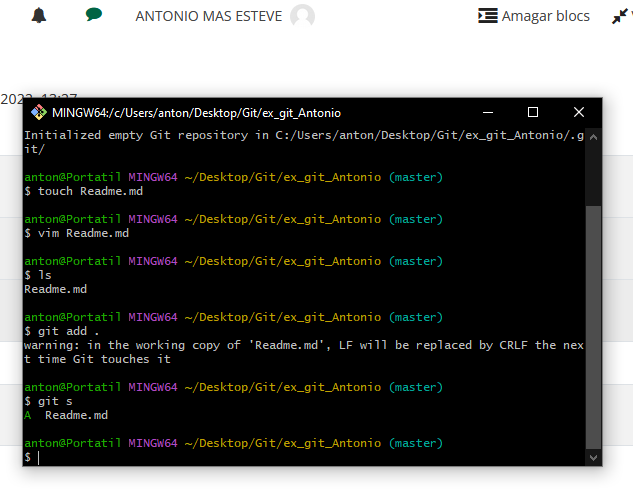 ANTONIO MAS ESTEVE
Amagar blocs
MINGW64:/c/Users/anton/Desktop/Git/ex_git_Antonio
Initialized empty Git repository in C:/Users/anton/Desktop/Git/ex_git_Antonio/.g
it/
anton@Portatil MINGW64 ~/Desktop/Git/ex_git_Antonio (master)
$ touch Readme.md
anton@Portatil MINGW64 ~/Desktop/Git/ex_git_Antonio (master)
$ vim Readme.md
anton@Portatil MINGW64 ~/Desktop/Git/ex_git_Antonio (master)
$ ls
Readme.md
anton@Portatil MINGW64 ~/Desktop/Git/ex_git_Antonio (master)
$ git add .
warning: in the working copy of 'Readme.md', LF will be replaced by CRLF the nex
t time Git touches it
anton@Portatil MINGW64 ~/Desktop/Git/ex_git_Antonio (master)
$ git s
A  Readme.md
anton@Portatil MINGW64 ~/Desktop/Git/ex_git_Antonio (master)
$